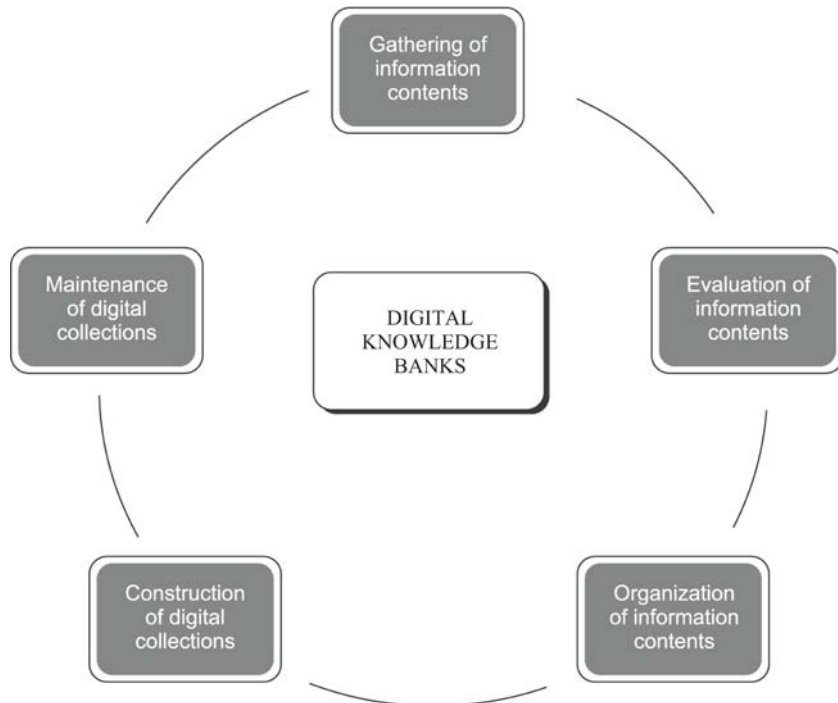 Gathering of
information
contents
Maintenance
of digital
collections
DIGITAL
KNOWLEDGE
BANKS
Evaluation of
information
contents
Construction
of digital
collections
Organization
of information
contents